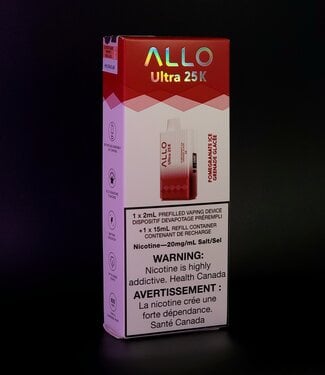 ALLO
Ultra 25K
ALLO
Ultra 25K
POMEGRANATE ICE
GRENADE GLACÉE
1 x 2mL PREFILLED VAPING DEVICE
DISPOSITIF DE VAPOTAGE PRÉREMPLI
+1 x 15mL REFILL CONTAINER
CONTENANT DE RECHARGE
Nicotine—20mg/mL Salt/Sel
WARNING:
Nicotine is highly
addictive. Health Canada
AVERTISSEMENT :
La nicotine crée une
forte dépendance.
Santé Canada